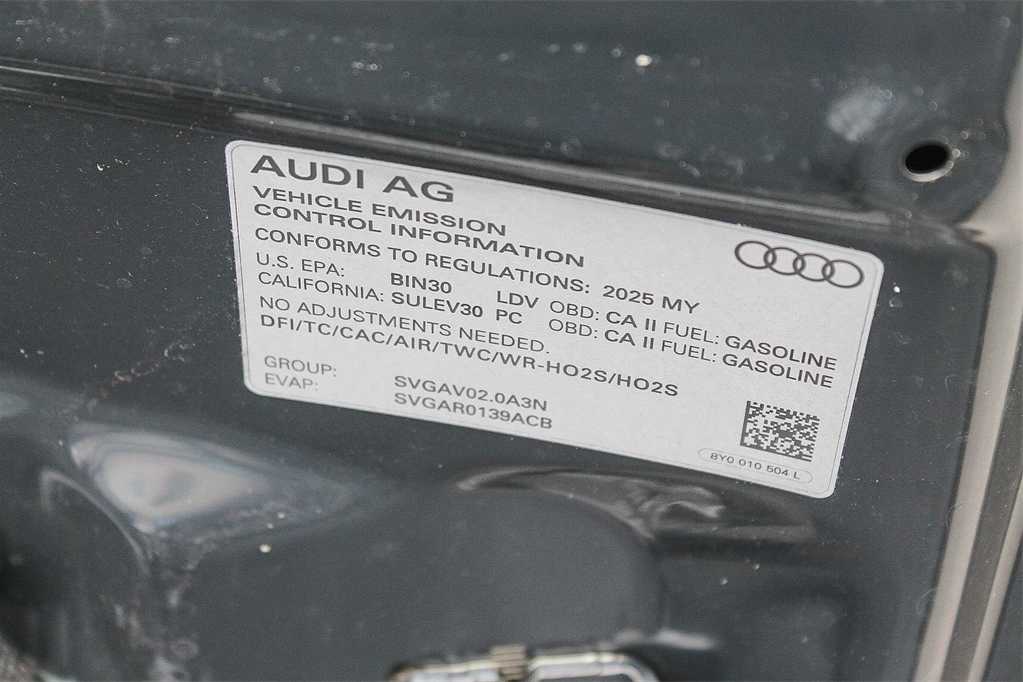 AUDI AG
VEHICLE EMISSION
CONTROL INFORMATION
CONFORMS TO REGULATIONS: 2025 MY
U.S. EPA: BIN30 LDV OBD: CA II FUEL: GASOLINE
CALIFORNIA: SULEV30 PC OBD: CA II FUEL: GASOLINE
NO ADJUSTMENTS NEEDED.
DFI/TC/CAC/AIR/TWC/WR-HO2S/HO2S
GROUP: SVGAV02.0A3N
EVAP: SVGAR0139ACB
8Y0 010 504 L